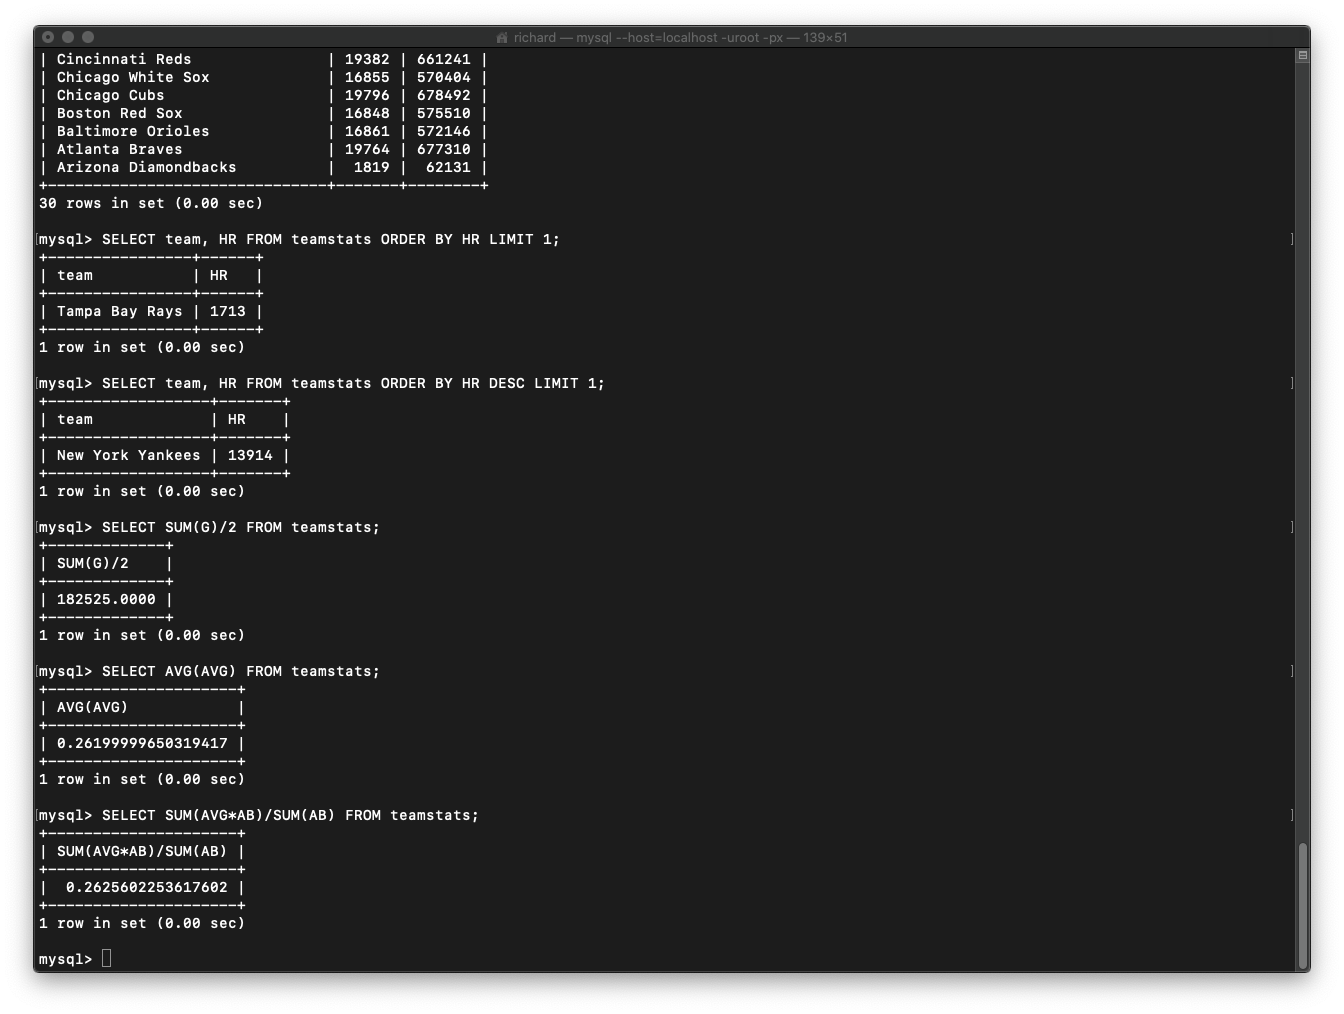 richard — mysql --host=localhost -uroot -px — 139×51
| Cincinnati Reds               | 19382 | 661241 |
| Chicago White Sox             | 16855 | 570404 |
| Chicago Cubs                  | 19796 | 678492 |
| Boston Red Sox                | 16848 | 575510 |
| Baltimore Orioles             | 16861 | 572146 |
| Atlanta Braves                | 19764 | 677310 |
| Arizona Diamondbacks          |  1819 |  62131 |
+-------------------------------+-------+--------+
30 rows in set (0.00 sec)
[mysql> SELECT team, HR FROM teamstats ORDER BY HR LIMIT 1; ]
+----------------+------+
| team           | HR   |
+----------------+------+
| Tampa Bay Rays | 1713 |
+----------------+------+
1 row in set (0.00 sec)
[mysql> SELECT team, HR FROM teamstats ORDER BY HR DESC LIMIT 1; ]
+------------------+-------+
| team             | HR    |
+------------------+-------+
| New York Yankees | 13914 |
+------------------+-------+
1 row in set (0.00 sec)
[mysql> SELECT SUM(G)/2 FROM teamstats; ]
+-------------+
| SUM(G)/2    |
+-------------+
| 182525.0000 |
+-------------+
1 row in set (0.00 sec)
[mysql> SELECT AVG(AVG) FROM teamstats; ]
+---------------------+
| AVG(AVG)            |
+---------------------+
| 0.26199999650319417 |
+---------------------+
1 row in set (0.00 sec)
[mysql> SELECT SUM(AVG*AB)/SUM(AB) FROM teamstats; ]
+---------------------+
| SUM(AVG*AB)/SUM(AB) |
+---------------------+
|  0.2625602253617602 |
+---------------------+
1 row in set (0.00 sec)
mysql>